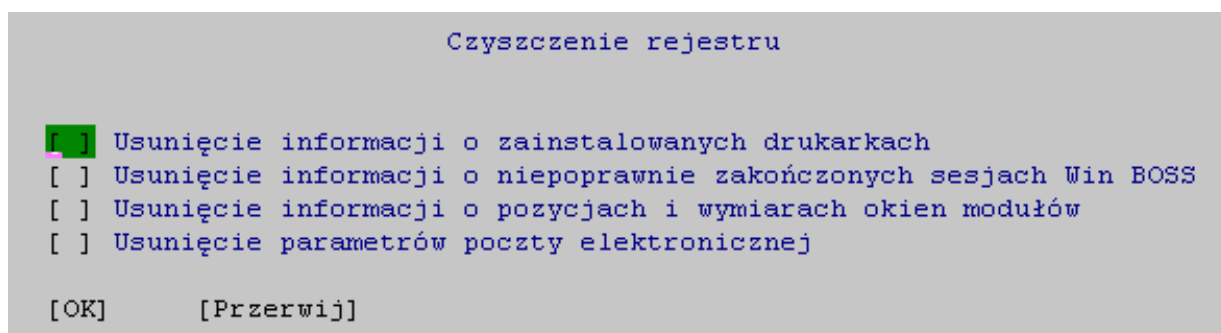 Czyszczenie rejestru
[ ] Usunięcie informacji o zainstalowanych drukarkach
[ ] Usunięcie informacji o niepoprawnie zakończonych sesjach Win BOSS
[ ] Usunięcie informacji o pozycjach i wymiarach okien modułów
[ ] Usunięcie parametrów poczty elektronicznej
[OK] [Przerwij]